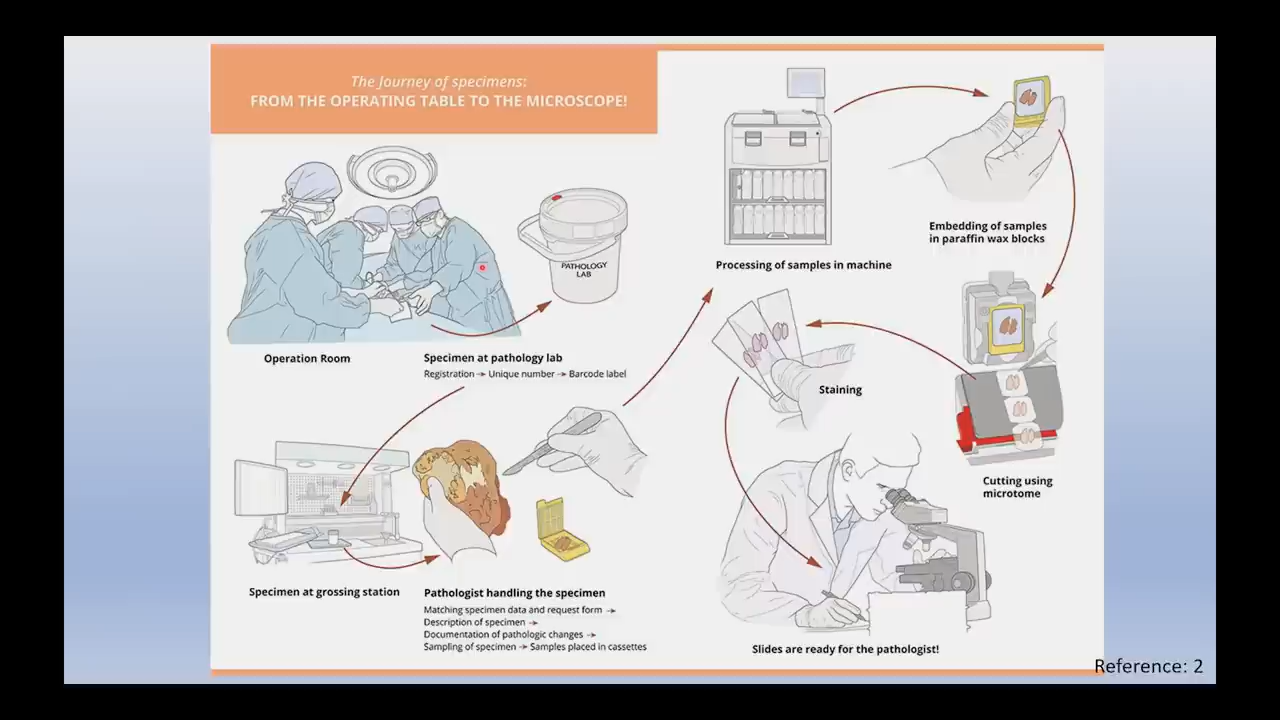 The Journey of specimens:
FROM THE OPERATING TABLE TO THE MICROSCOPE!
PATHOLOGY
LAB
Operation Room
Specimen at pathology lab
Registration → Unique number → Barcode label
Specimen at grossing station
Pathologist handling the specimen
Matching specimen data and request form →
Description of specimen →
Documentation of pathologic changes →
Sampling of specimen → Samples placed in cassettes
Processing of samples in machine
Embedding of samples
in paraffin wax blocks
Cutting using
microtome
Staining
Slides are ready for the pathologist!
Reference: 2